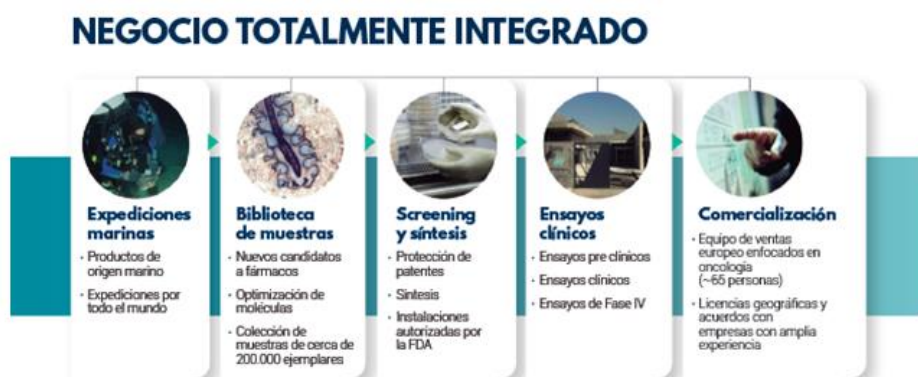 NEGOCIO TOTALMENTE INTEGRADO
Expediciones
marinas
· Productos de
origen marino
· Expediciones por
todo el mundo
Biblioteca
de muestras
· Nuevos candidatos
a fármacos
· Optimización de
moléculas
· Colección de
muestras de cerca de
200.000 ejemplares
Screening
y síntesis
· Protección de
patentes
· Síntesis
· Instalaciones
autorizadas por
la FDA
Ensayos
clínicos
· Ensayos pre clínicos
· Ensayos clínicos
· Ensayos de Fase IV
Comercialización
· Equipo de ventas
europeo enfocados en
oncología
(~65 personas)
· Licencias geográficas y
acuerdos con
empresas con amplia
experiencia